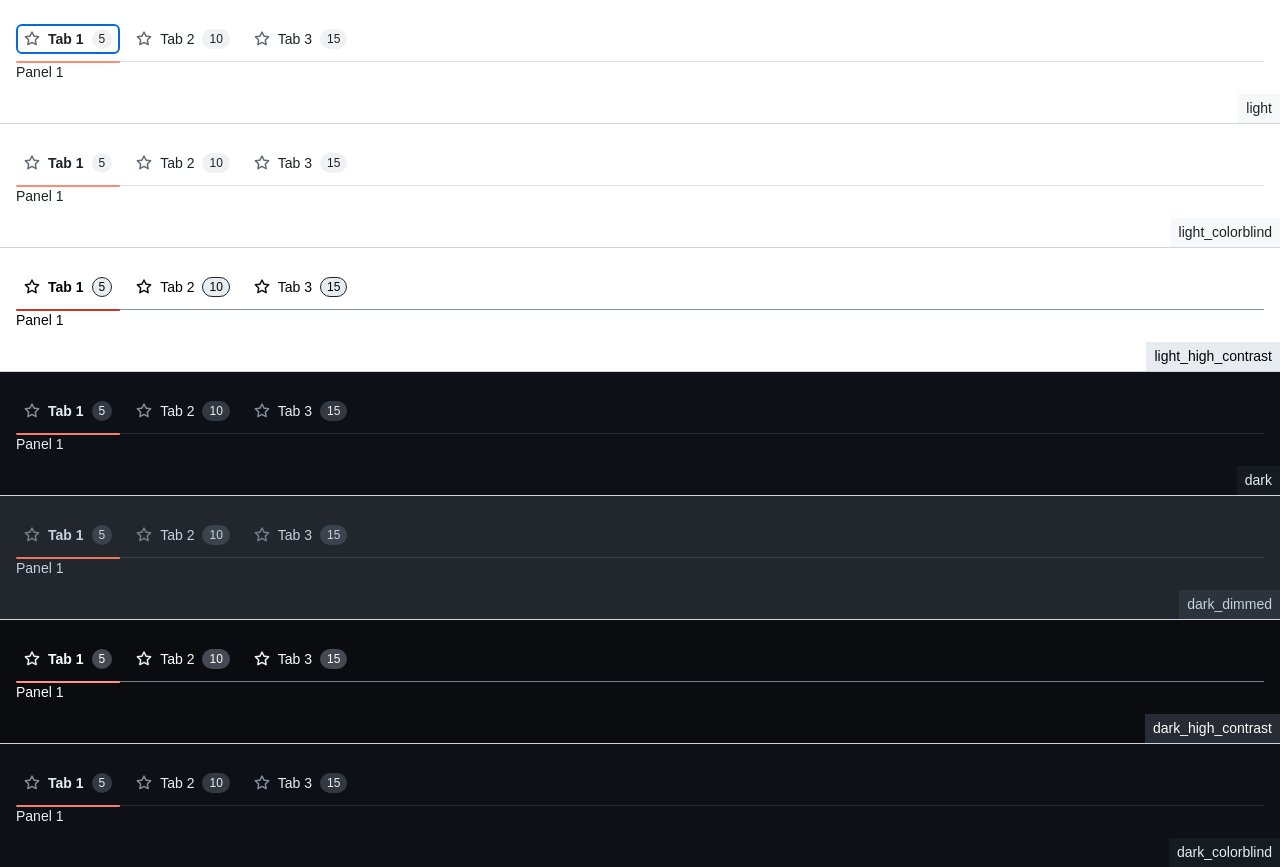 Tab 1 5 Tab 2 10 Tab 3 15
Panel 1
light
Tab 1 5 Tab 2 10 Tab 3 15
Panel 1
light_colorblind
Tab 1 5 Tab 2 10 Tab 3 15
Panel 1
light_high_contrast
Tab 1 5 Tab 2 10 Tab 3 15
Panel 1
dark
Tab 1 5 Tab 2 10 Tab 3 15
Panel 1
dark_dimmed
Tab 1 5 Tab 2 10 Tab 3 15
Panel 1
dark_high_contrast
Tab 1 5 Tab 2 10 Tab 3 15
Panel 1
dark_colorblind